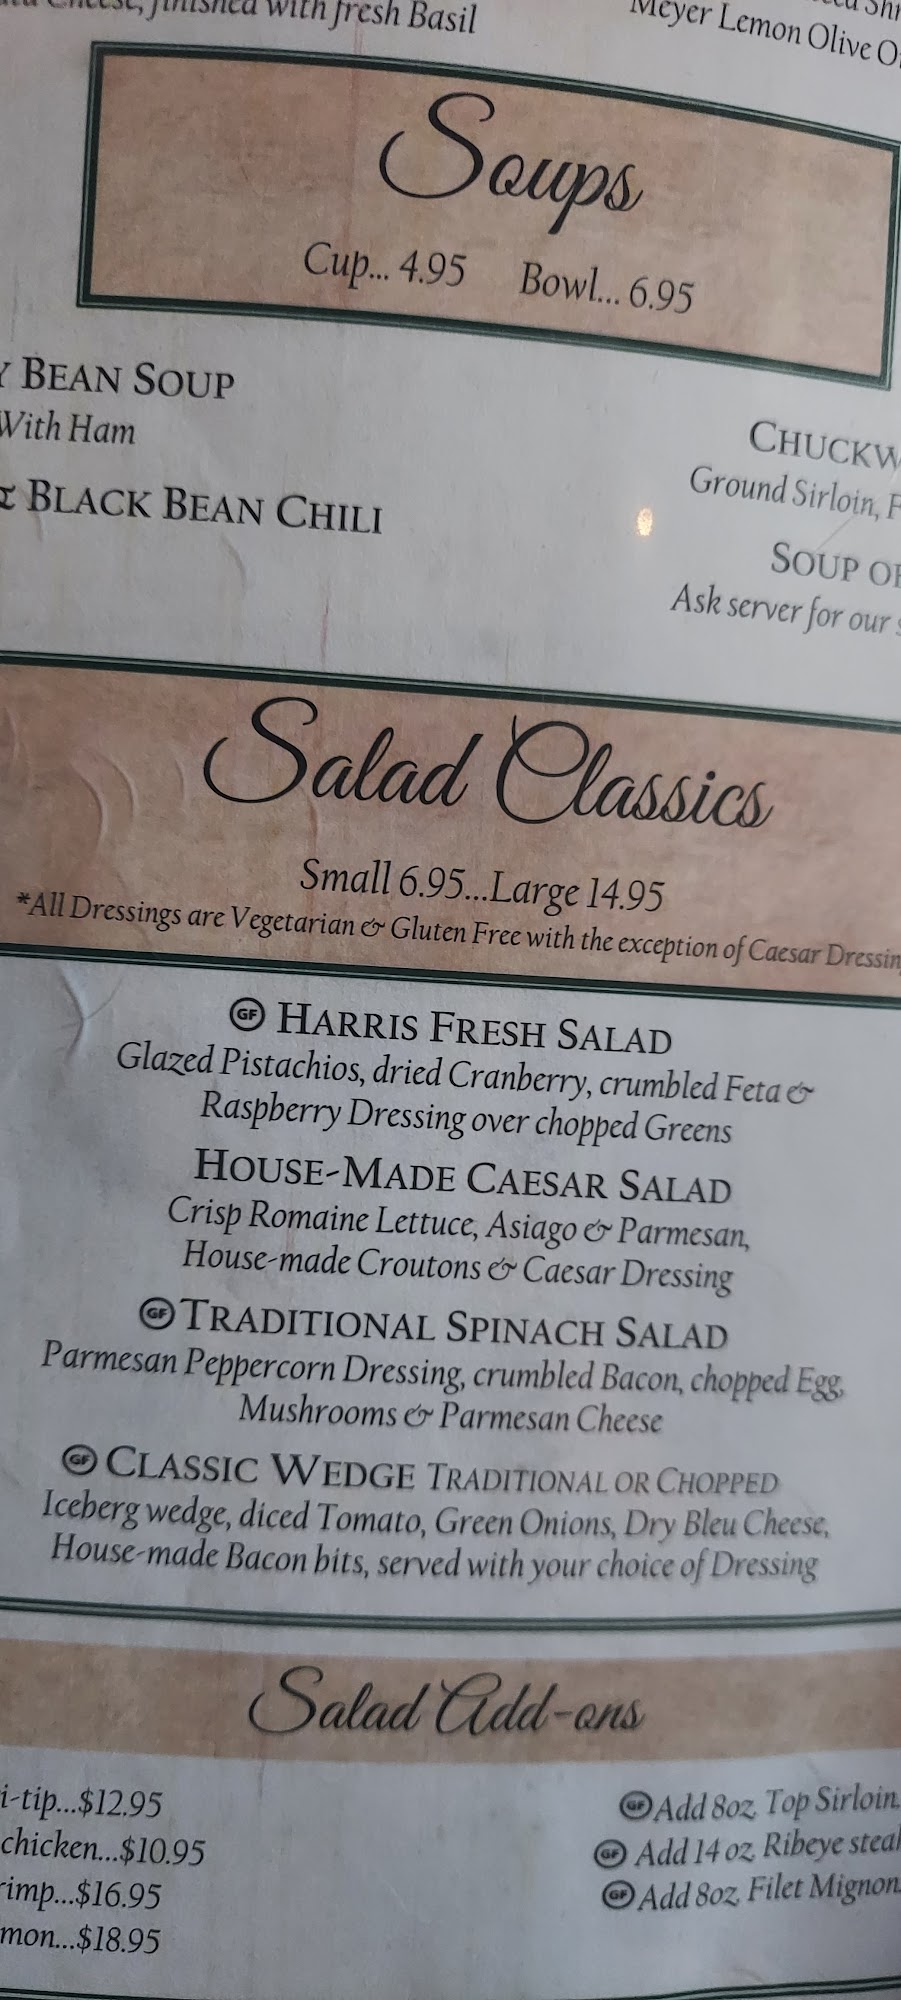 finished with fresh Basil
Meyer Lemon Olive
Soups
Cup... 4.95 Bowl... 6.95
BEAN SOUP
With Ham
BLACK BEAN CHILI
CHUCKW
Ground Sirloin, F
SOUP OF
Ask server for our
Salad Classics
Small 6.95...Large 14.95
*All Dressings are Vegetarian & Gluten Free with the exception of Caesar Dressin
GF HARRIS FRESH SALAD
Glazed Pistachios, dried Cranberry, crumbled Feta &
Raspberry Dressing over chopped Greens
HOUSE-MADE CAESAR SALAD
Crisp Romaine Lettuce, Asiago & Parmesan,
House-made Croutons & Caesar Dressing
GF TRADITIONAL SPINACH SALAD
Parmesan Peppercorn Dressing, crumbled Bacon, chopped Egg,
Mushrooms & Parmesan Cheese
GF CLASSIC WEDGE TRADITIONAL OR CHOPPED
Iceberg wedge, diced Tomato, Green Onions, Dry Bleu Cheese,
House-made Bacon bits, served with your choice of Dressing
Salad Add-ons
i-tip...$12.95
chicken...$10.95
rimp...$16.95
mon...$18.95
GF Add 8oz Top Sirloin
GF Add 14 oz Ribeye steak
GF Add 8oz Filet Mignon